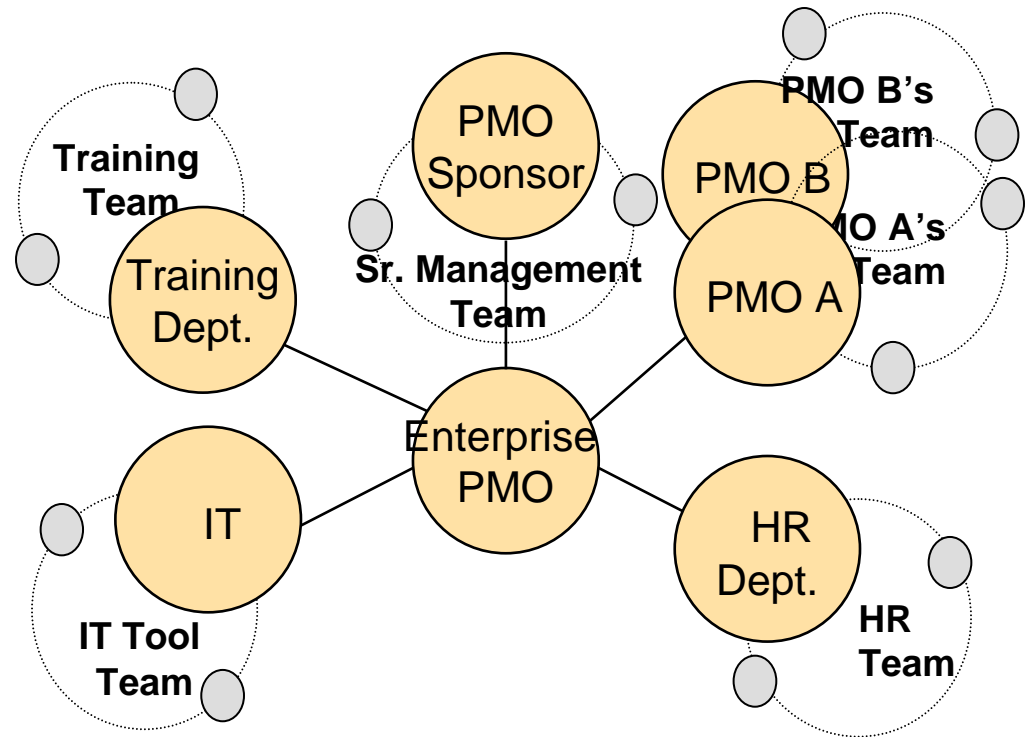 PMO
Sponsor
PMO B's
Team
PMO B
Training
Team
Training
Dept.
Sr. Management
Team
A's
Team
PMO A
Enterprise
PMO
IT
IT Tool
Team
HR
Dept.
HR
Team